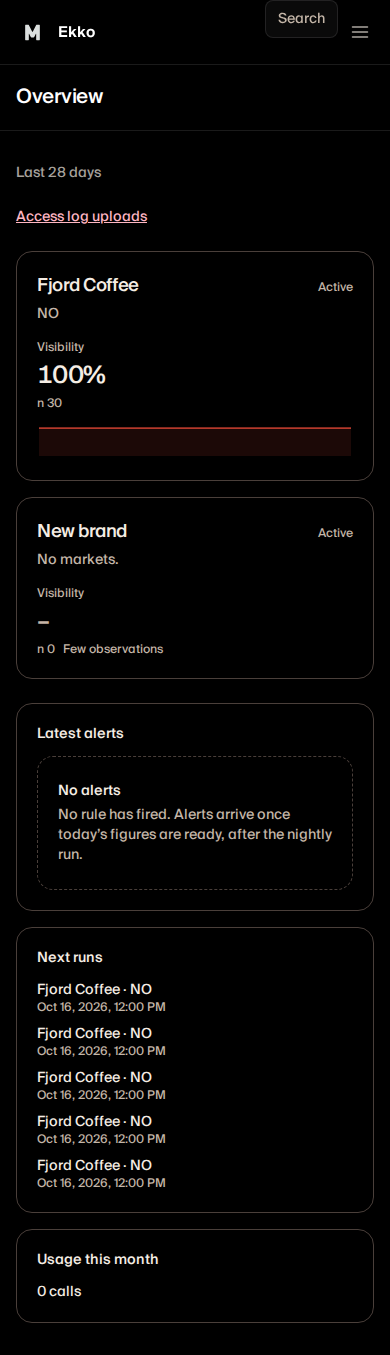 Ekko
Search
Overview
Last 28 days
Access log uploads
Fjord Coffee
Active
NO
Visibility
100%
n 30
New brand
Active
No markets.
Visibility
–
n 0 Few observations
Latest alerts
No alerts
No rule has fired. Alerts arrive once
today’s figures are ready, after the nightly
run.
Next runs
Fjord Coffee · NO
Oct 16, 2026, 12:00 PM
Fjord Coffee · NO
Oct 16, 2026, 12:00 PM
Fjord Coffee · NO
Oct 16, 2026, 12:00 PM
Fjord Coffee · NO
Oct 16, 2026, 12:00 PM
Fjord Coffee · NO
Oct 16, 2026, 12:00 PM
Usage this month
0 calls